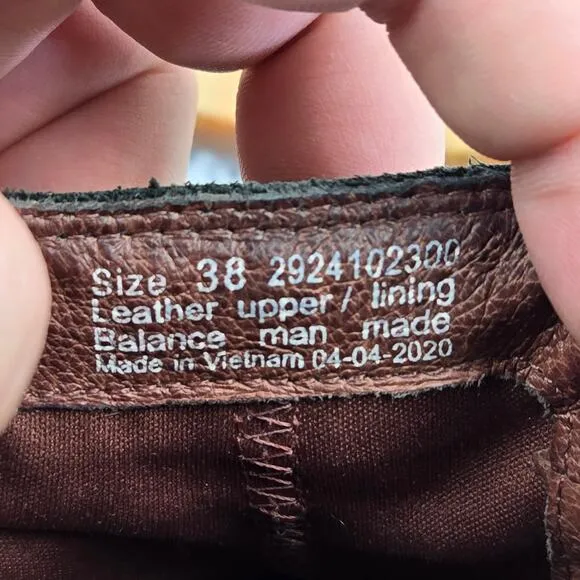 Size 38 2924102300
Leather upper / lining
Balance man made
Made in Vietnam 04-04-2020